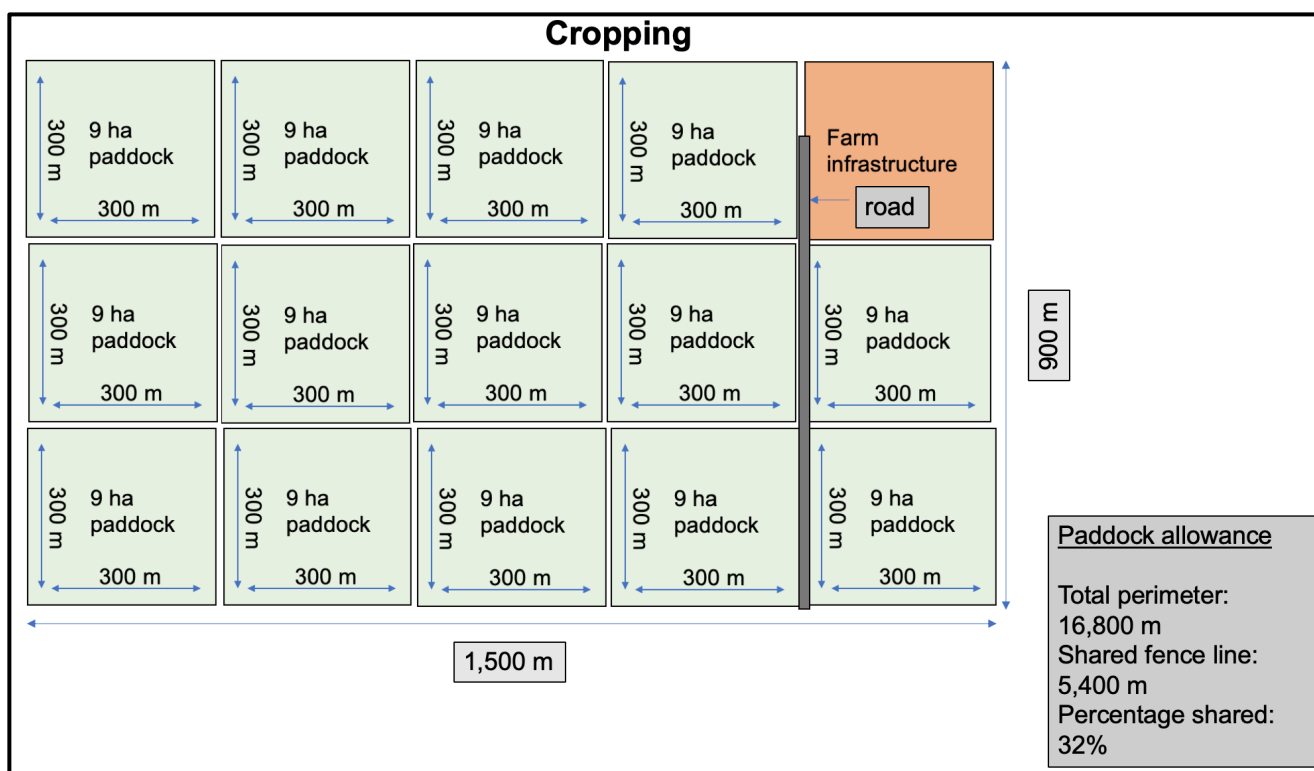 Cropping
300 m
9 ha
paddock
300 m
300 m
9 ha
paddock
300 m
300 m
9 ha
paddock
300 m
300 m
9 ha
paddock
300 m
Farm
infrastructure
road
300 m
9 ha
paddock
300 m
300 m
9 ha
paddock
300 m
300 m
9 ha
paddock
300 m
300 m
9 ha
paddock
300 m
300 m
9 ha
paddock
300 m
900 m
300 m
9 ha
paddock
300 m
300 m
9 ha
paddock
300 m
300 m
9 ha
paddock
300 m
300 m
9 ha
paddock
300 m
300 m
9 ha
paddock
300 m
1,500 m
Paddock allowance
Total perimeter:
16,800 m
Shared fence line:
5,400 m
Percentage shared:
32%